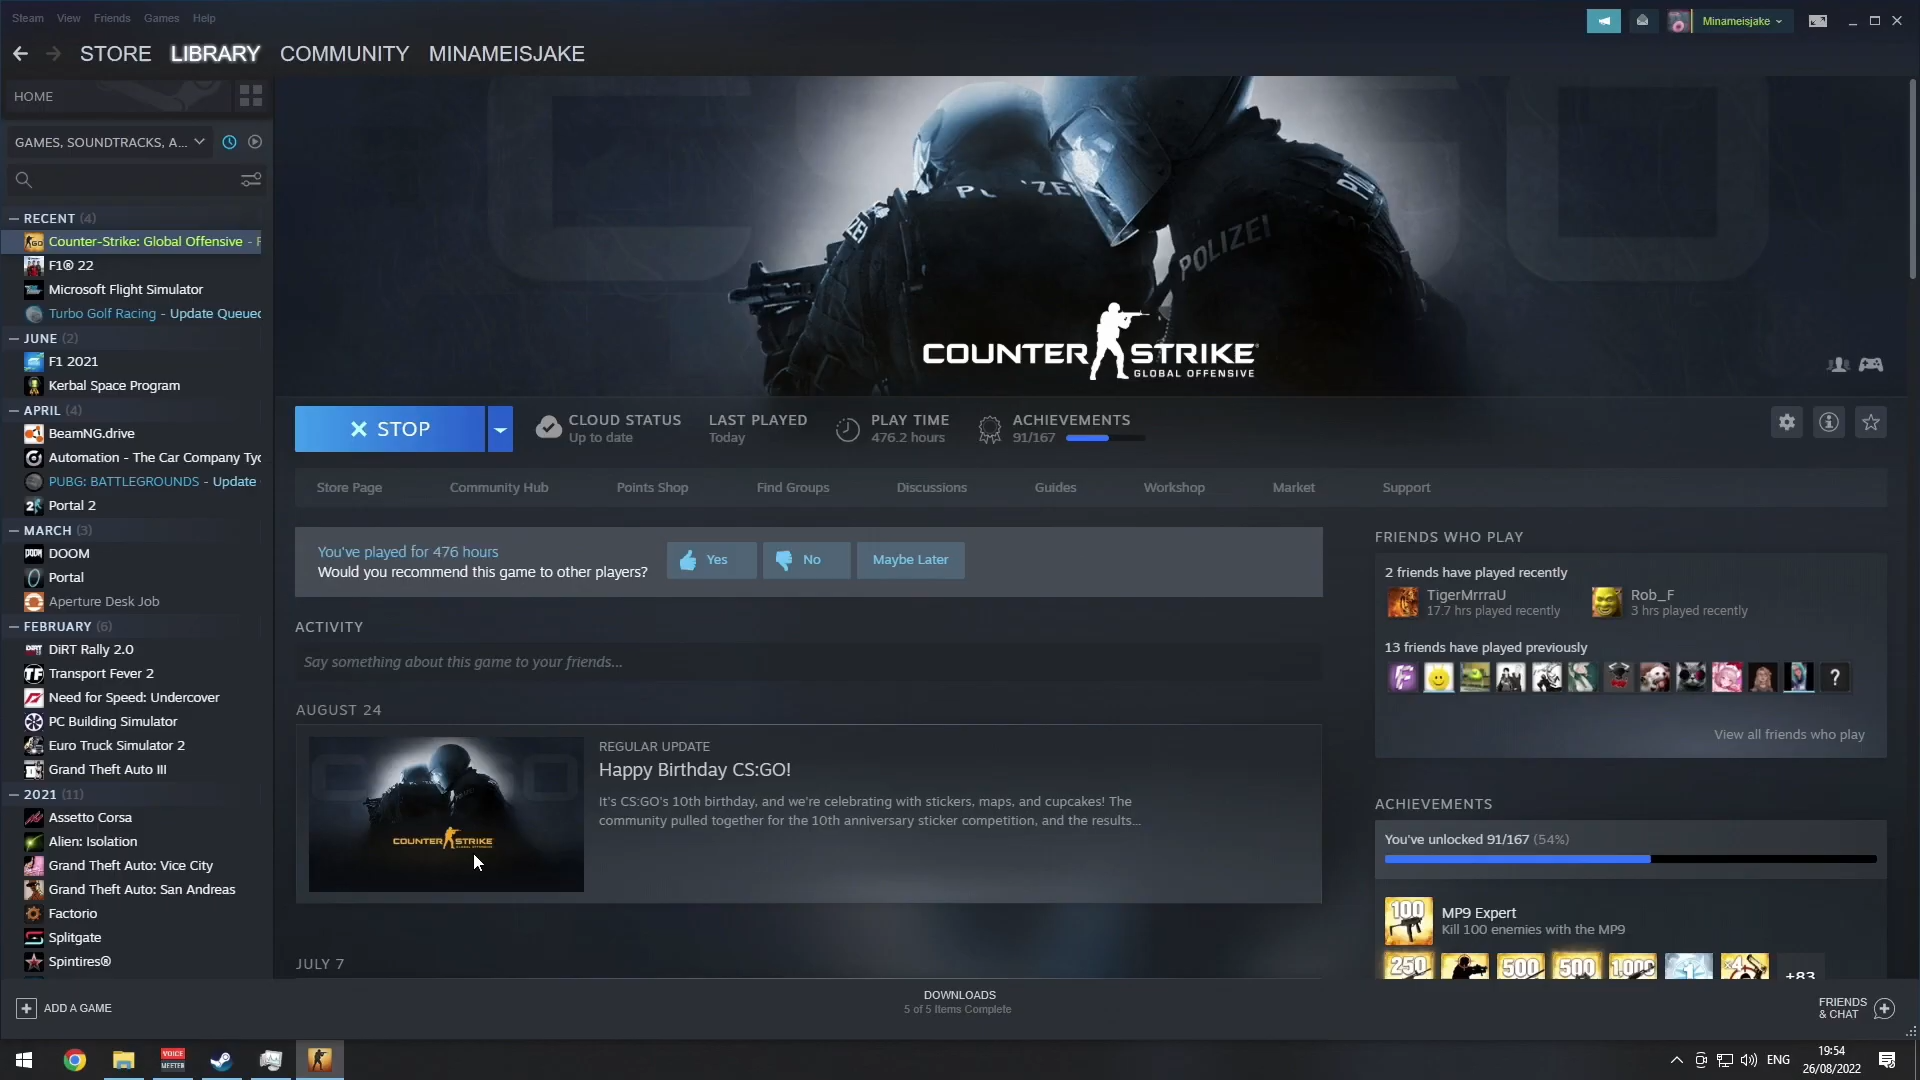 Steam View Friends Games Help
Minameisjake
STORE LIBRARY COMMUNITY MINAMEISJAKE
HOME
GAMES, SOUNDTRACKS, A...
RECENT (4)
Counter-Strike: Global Offensive -
F1® 22
Microsoft Flight Simulator
Turbo Golf Racing - Update Queued
JUNE (2)
F1 2021
Kerbal Space Program
APRIL (4)
BeamNG.drive
Automation - The Car Company Tyc
PUBG: BATTLEGROUNDS - Update
Portal 2
MARCH (3)
DOOM
Portal
Aperture Desk Job
FEBRUARY (6)
DiRT Rally 2.0
Transport Fever 2
Need for Speed: Undercover
PC Building Simulator
Euro Truck Simulator 2
Grand Theft Auto III
2021 (11)
Assetto Corsa
Alien: Isolation
Grand Theft Auto: Vice City
Grand Theft Auto: San Andreas
Factorio
Splitgate
Spintires®
ADD A GAME
POLIZEI
COUNTER STRIKE
GLOBAL OFFENSIVE
STOP
CLOUD STATUS
Up to date
LAST PLAYED
Today
PLAY TIME
476.2 hours
ACHIEVEMENTS
91/167
Store Page Community Hub Points Shop Find Groups Discussions Guides Workshop Market Support
You've played for 476 hours
Would you recommend this game to other players?
Yes No Maybe Later
ACTIVITY
Say something about this game to your friends...
AUGUST 24
COUNTER STRIKE
REGULAR UPDATE
Happy Birthday CS:GO!
It's CS:GO's 10th birthday, and we're celebrating with stickers, maps, and cupcakes! The
community pulled together for the 10th anniversary sticker competition, and the results...
JULY 7
FRIENDS WHO PLAY
2 friends have played recently
TigerMrrraU
17.7 hrs played recently
Rob_F
3 hrs played recently
13 friends have played previously
?
View all friends who play
ACHIEVEMENTS
You've unlocked 91/167 (54%)
100
MP9 Expert
Kill 100 enemies with the MP9
250 500 500 1,000 1 x4 +83
DOWNLOADS
5 of 5 Items Complete
FRIENDS
& CHAT
VOICE
MEETER
ENG
19:54
26/08/2022